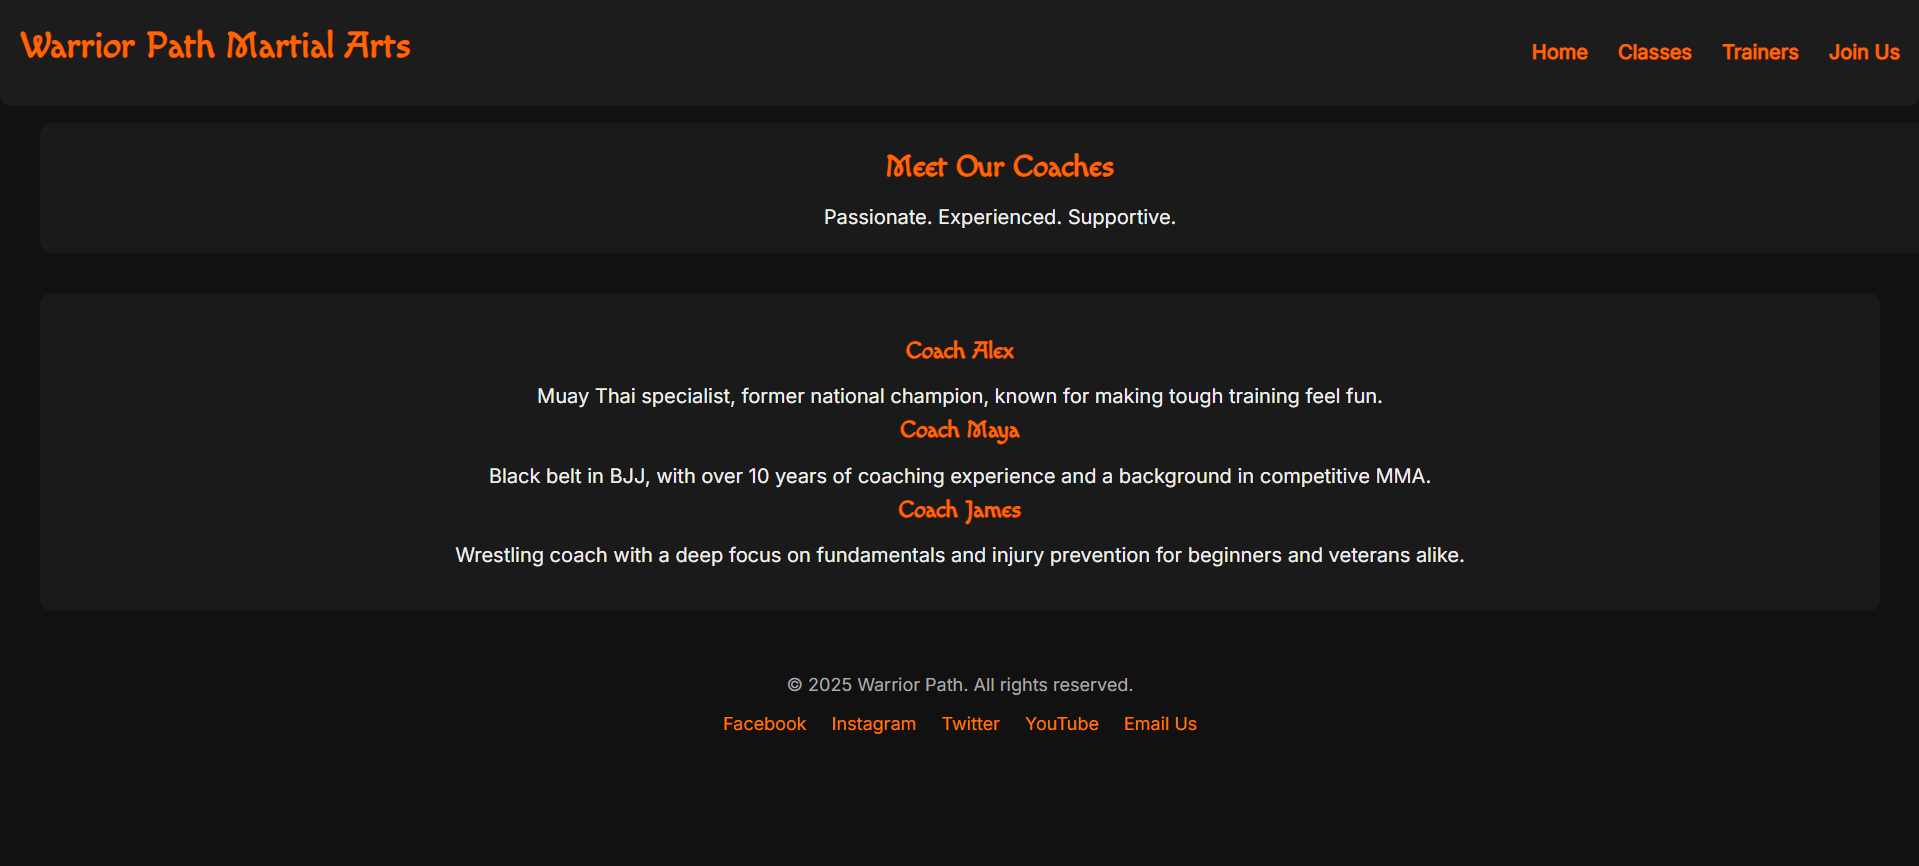 Warrior Path Martial Arts
Home Classes Trainers Join Us
Meet Our Coaches
Passionate. Experienced. Supportive.
Coach Alex
Muay Thai specialist, former national champion, known for making tough training feel fun.
Coach Maya
Black belt in BJJ, with over 10 years of coaching experience and a background in competitive MMA.
Coach James
Wrestling coach with a deep focus on fundamentals and injury prevention for beginners and veterans alike.
© 2025 Warrior Path. All rights reserved.
Facebook Instagram Twitter YouTube Email Us